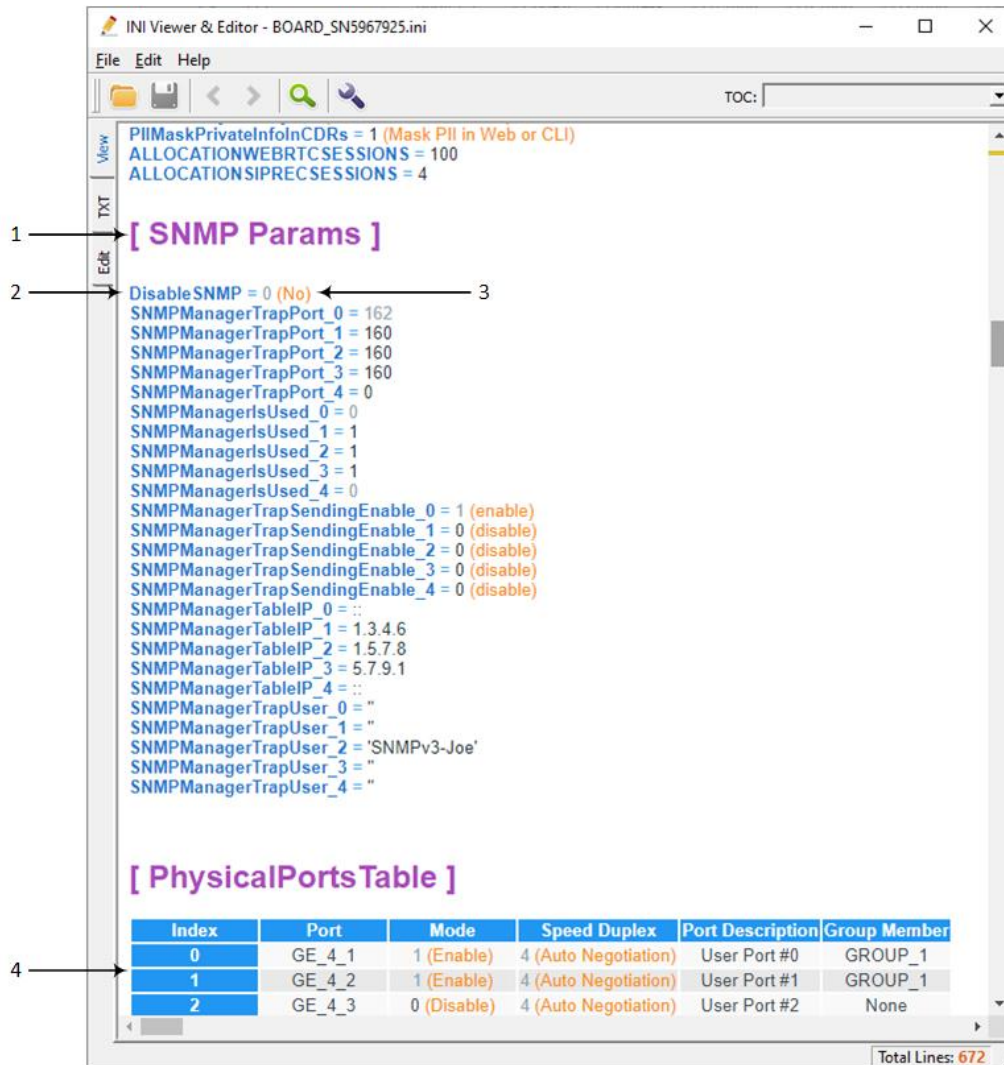 INI Viewer & Editor - BOARD_SN5967925.ini
File Edit Help
TOC:
View
TXT
Edit
PIIMaskPrivateInfoInCDRs = 1 (Mask PII in Web or CLI)
ALLOCATIONWEBRTCSESSIONS = 100
ALLOCATIONSIPRECSESSIONS = 4
1
[ SNMP Params ]
2
DisableSNMP = 0 (No)
3
SNMPManagerTrapPort_0 = 162
SNMPManagerTrapPort_1 = 160
SNMPManagerTrapPort_2 = 160
SNMPManagerTrapPort_3 = 160
SNMPManagerTrapPort_4 = 0
SNMPManagerIsUsed_0 = 0
SNMPManagerIsUsed_1 = 1
SNMPManagerIsUsed_2 = 1
SNMPManagerIsUsed_3 = 1
SNMPManagerIsUsed_4 = 0
SNMPManagerTrapSendingEnable_0 = 1 (enable)
SNMPManagerTrapSendingEnable_1 = 0 (disable)
SNMPManagerTrapSendingEnable_2 = 0 (disable)
SNMPManagerTrapSendingEnable_3 = 0 (disable)
SNMPManagerTrapSendingEnable_4 = 0 (disable)
SNMPManagerTableIP_0 = ::
SNMPManagerTableIP_1 = 1.3.4.6
SNMPManagerTableIP_2 = 1.5.7.8
SNMPManagerTableIP_3 = 5.7.9.1
SNMPManagerTableIP_4 = ::
SNMPManagerTrapUser_0 = ''
SNMPManagerTrapUser_1 = ''
SNMPManagerTrapUser_2 = 'SNMPv3-Joe'
SNMPManagerTrapUser_3 = ''
SNMPManagerTrapUser_4 = ''
[ PhysicalPortsTable ]
Index Port Mode Speed Duplex Port Description Group Member
0 GE_4_1 1 (Enable) 4 (Auto Negotiation) User Port #0 GROUP_1
4
1 GE_4_2 1 (Enable) 4 (Auto Negotiation) User Port #1 GROUP_1
2 GE_4_3 0 (Disable) 4 (Auto Negotiation) User Port #2 None
Total Lines: 672